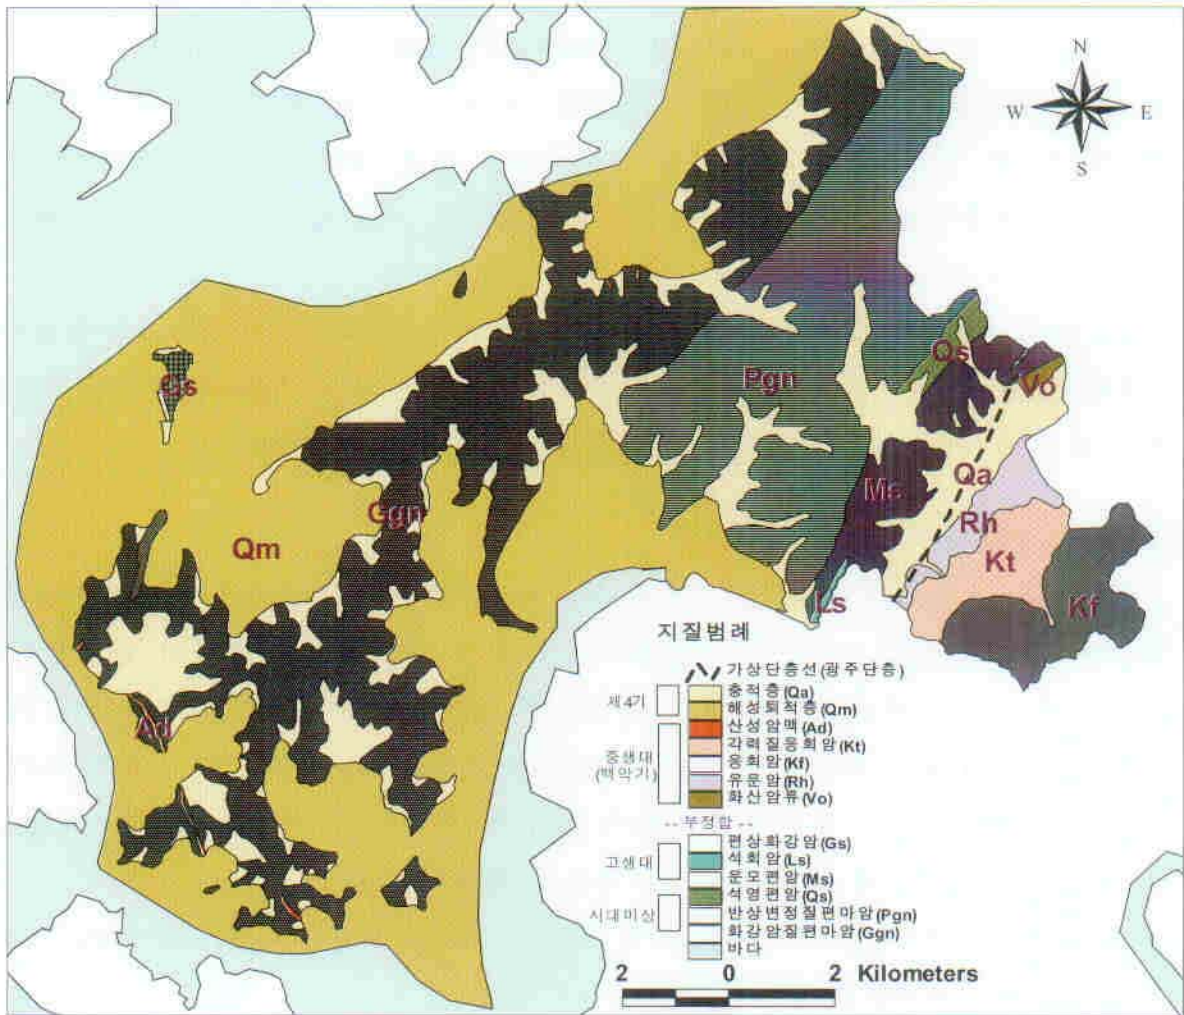 N
W E
S
Qs
Vo
Gs
Pgn
Qa
Ms
Ggn
Rh
Qm
Kt
Ls
Kf
Ad
지질범례
가상단층선(광주단층)
제4기
충적층(Qa)
해성퇴적층(Qm)
중생대
(백악기)
산성암맥(Ad)
각력질응회암(Kt)
응회암(Kf)
유문암(Rh)
화산암류(Vo)
-- 부정합 --
고생대
편상화강암(Gs)
석회암(Ls)
운모편암(Ms)
석영편암(Qs)
시대미상
반상변정질편마암(Pgn)
화강암질편마암(Ggn)
바다
2 0 2 Kilometers